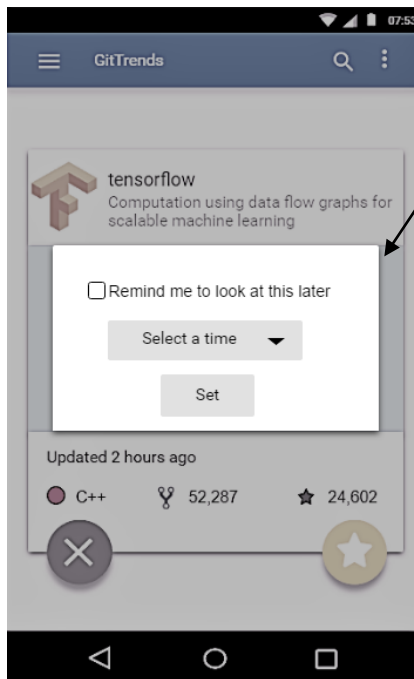 07:53
GitTrends
tensorflow
Computation using data flow graphs for
scalable machine learning
Remind me to look at this later
Select a time
Set
Updated 2 hours ago
C++ 52,287 24,602